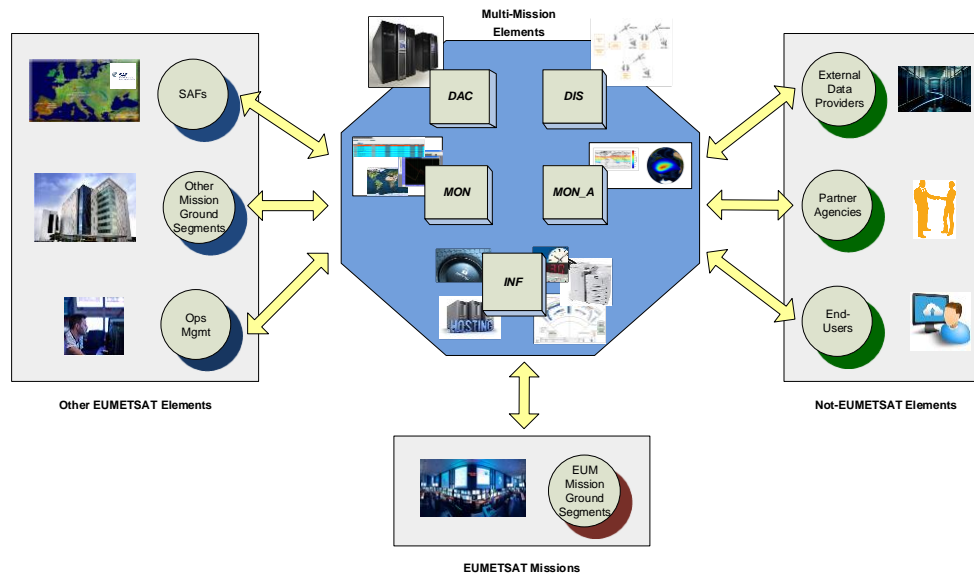 Multi-Mission
Elements
DAC
DIS
MON
MON_A
INF
HOSTING
SAFs
Other
Mission
Ground
Segments
Ops
Mgmt
Other EUMETSAT Elements
External
Data
Providers
Partner
Agencies
End-
Users
Not-EUMETSAT Elements
EUM
Mission
Ground
Segments
EUMETSAT Missions